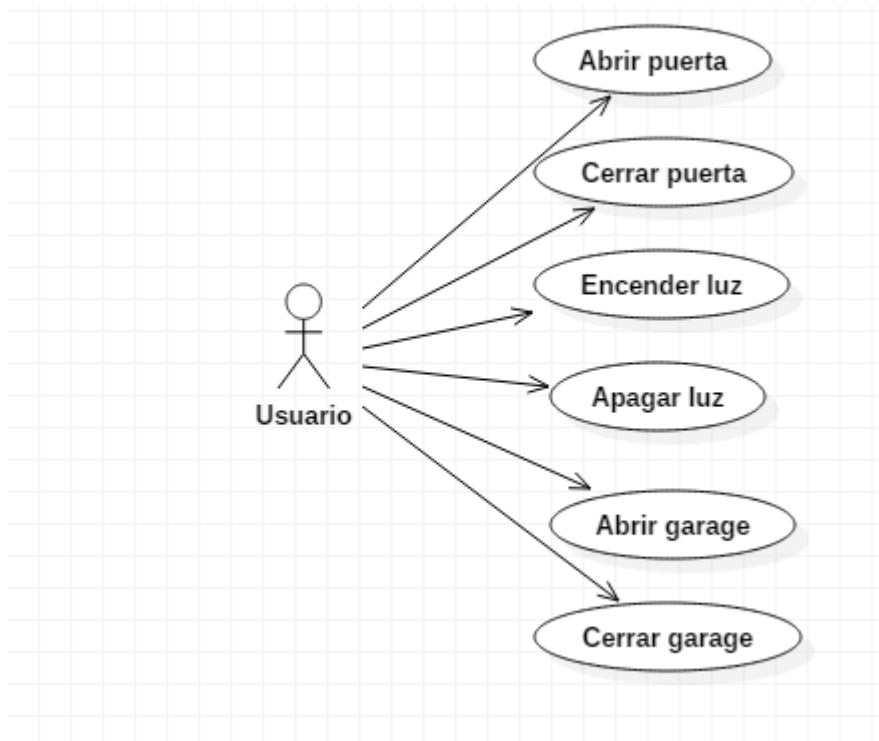 Abrir puerta
Cerrar puerta
Encender luz
Apagar luz
Usuario
Abrir garage
Cerrar garage